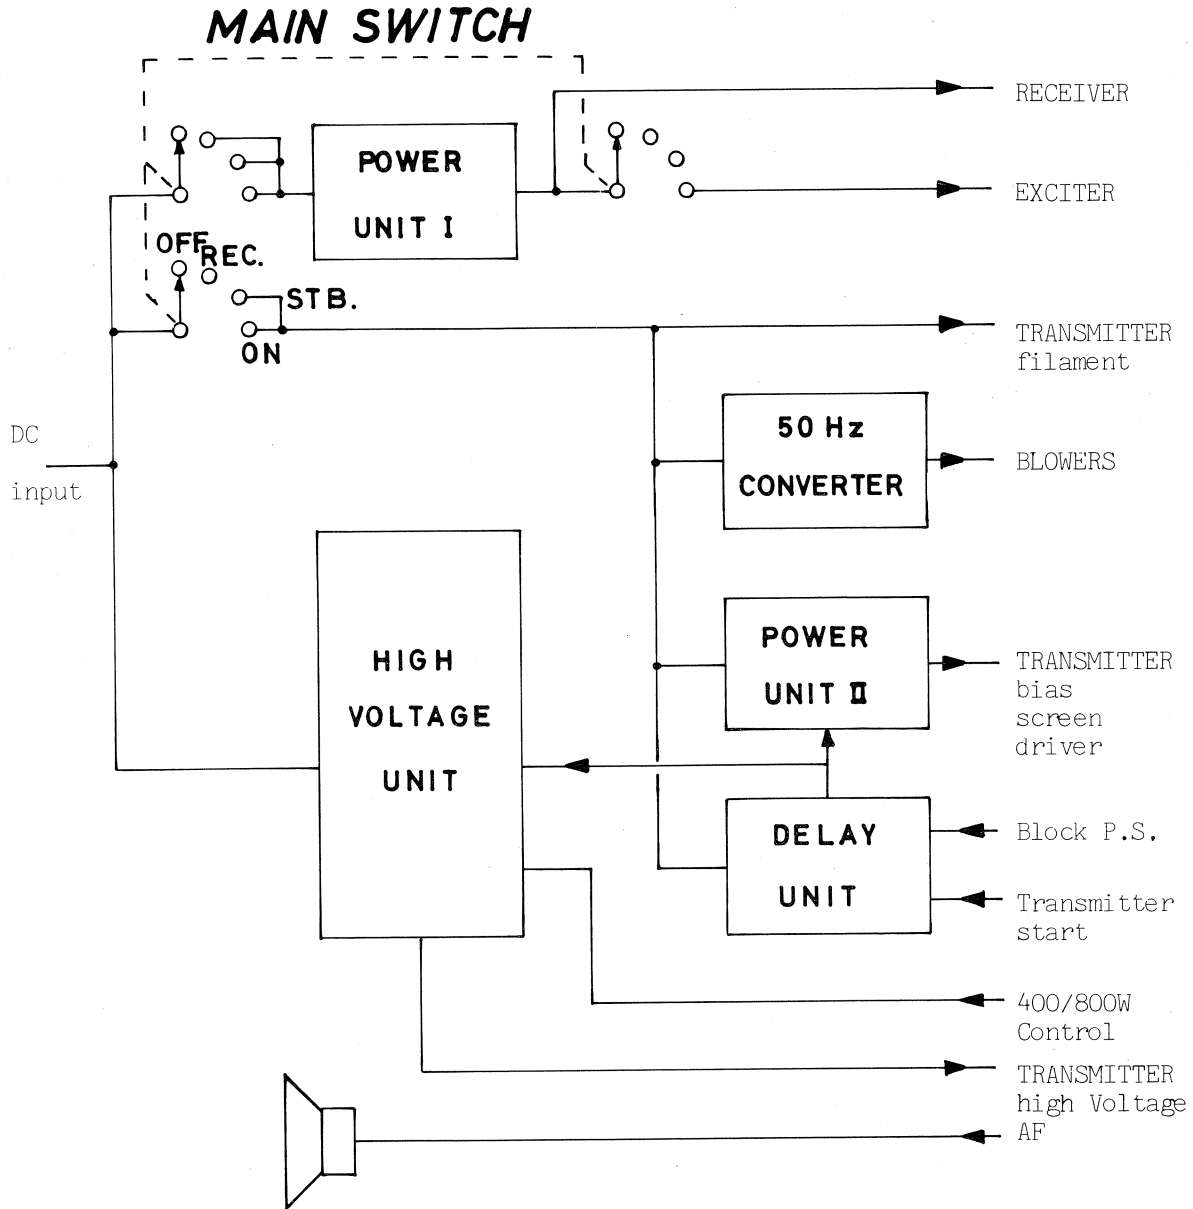 MAIN SWITCH
RECEIVER
POWER
UNIT I
EXCITER
OFF
REC.
STB.
ON
TRANSMITTER
filament
DC
input
50 Hz
CONVERTER
BLOWERS
HIGH
VOLTAGE
UNIT
POWER
UNIT II
TRANSMITTER
bias
screen
driver
DELAY
UNIT
Block P.S.
Transmitter
start
400/800W
Control
TRANSMITTER
high Voltage
AF